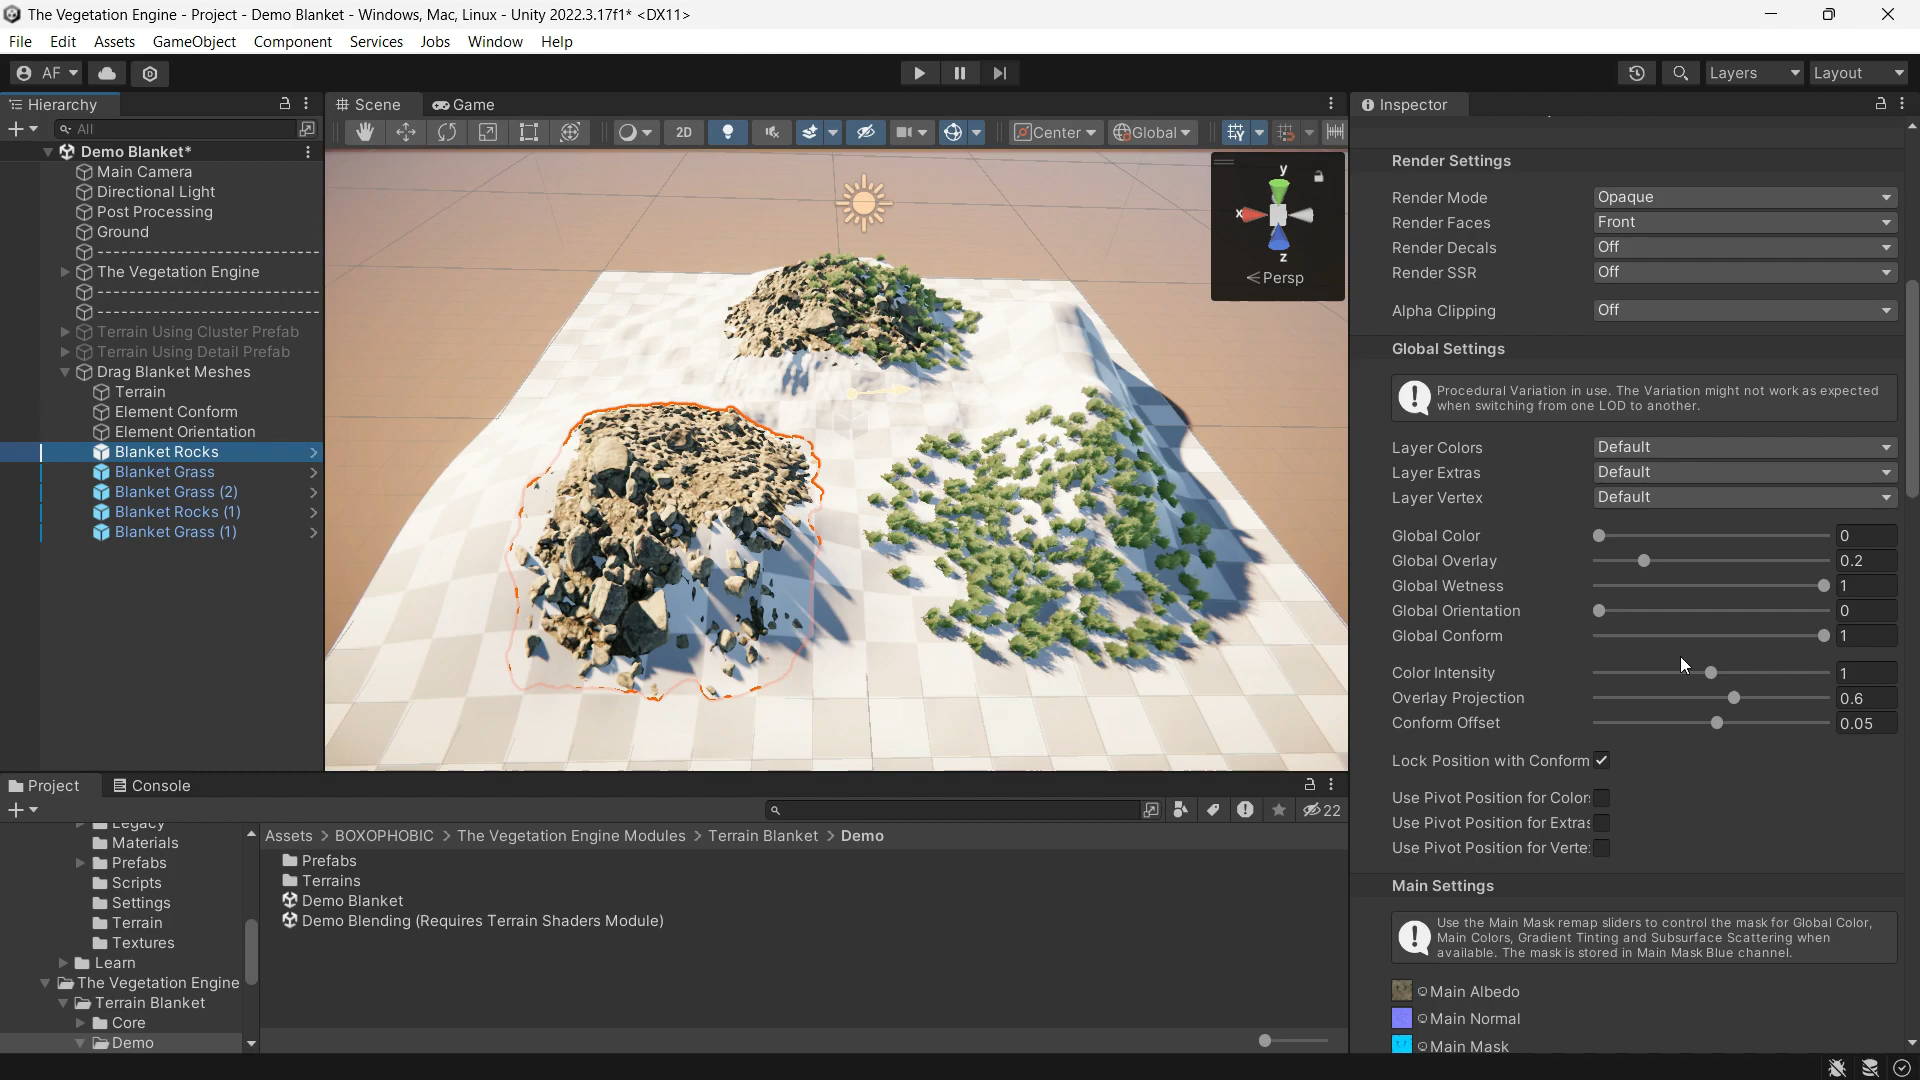 The Vegetation Engine - Project - Demo Blanket - Windows, Mac, Linux - Unity 2022.3.17f1* <DX11>
File Edit Assets GameObject Component Services Jobs Window Help
AF
Layers
Layout
Hierarchy
All
Demo Blanket*
Main Camera
Directional Light
Post Processing
Ground
The Vegetation Engine
Terrain Using Cluster Prefab
Terrain Using Detail Prefab
Drag Blanket Meshes
Terrain
Element Conform
Element Orientation
Blanket Rocks
Blanket Grass
Blanket Grass (2)
Blanket Rocks (1)
Blanket Grass (1)
Scene
Game
2D
Center
Global
y
x
z
Persp
Inspector
Render Settings
Render Mode Opaque
Render Faces Front
Render Decals Off
Render SSR Off
Alpha Clipping Off
Global Settings
Procedural Variation in use. The Variation might not work as expected
when switching from one LOD to another.
Layer Colors Default
Layer Extras Default
Layer Vertex Default
Global Color 0
Global Overlay 0.2
Global Wetness 1
Global Orientation 0
Global Conform 1
Color Intensity 1
Overlay Projection 0.6
Conform Offset 0.05
Lock Position with Conform
Use Pivot Position for Color
Use Pivot Position for Extra
Use Pivot Position for Verte
Main Settings
Use the Main Mask remap sliders to control the mask for Global Color,
Main Colors, Gradient Tinting and Subsurface Scattering when
available. The mask is stored in Main Mask Blue channel.
Main Albedo
Main Normal
Main Mask
Project
Console
22
Legacy
Materials
Prefabs
Scripts
Settings
Terrain
Textures
Learn
The Vegetation Engine
Terrain Blanket
Core
Demo
Assets > BOXOPHOBIC > The Vegetation Engine Modules > Terrain Blanket > Demo
Prefabs
Terrains
Demo Blanket
Demo Blending (Requires Terrain Shaders Module)